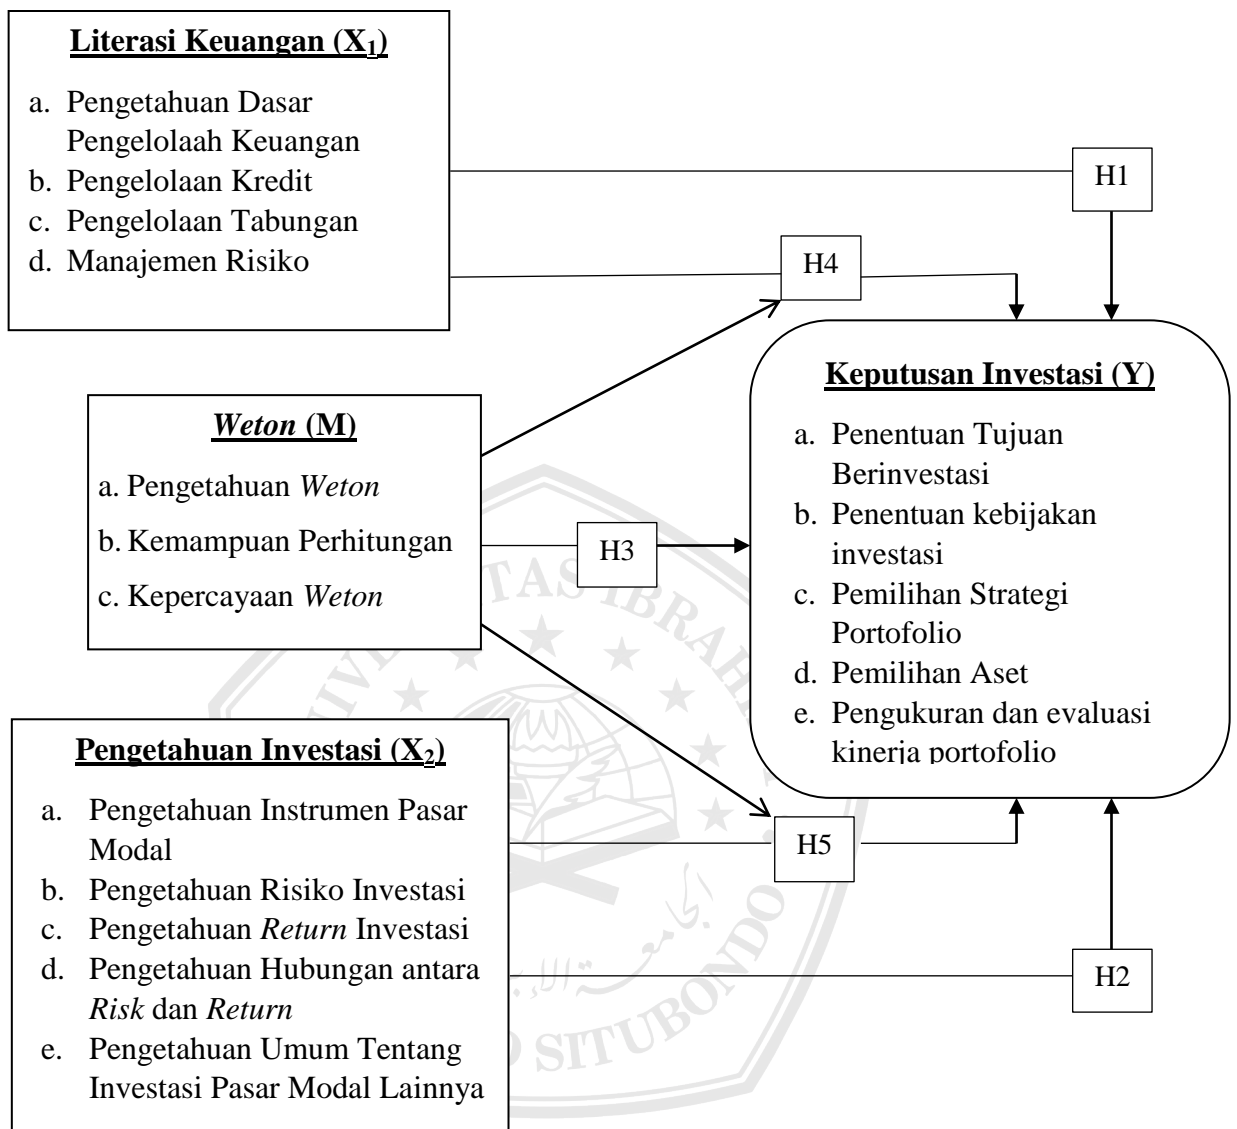 Literasi Keuangan (X1)
a. Pengetahuan Dasar
Pengelolaah Keuangan
b. Pengelolaan Kredit
c. Pengelolaan Tabungan
d. Manajemen Risiko
H1
H4
Weton (M)
a. Pengetahuan Weton
b. Kemampuan Perhitungan
c. Kepercayaan Weton
H3
Keputusan Investasi (Y)
a. Penentuan Tujuan
Berinvestasi
b. Penentuan kebijakan
investasi
c. Pemilihan Strategi
Portofolio
d. Pemilihan Aset
e. Pengukuran dan evaluasi
kinerja portofolio
Pengetahuan Investasi (X2)
a. Pengetahuan Instrumen Pasar
Modal
b. Pengetahuan Risiko Investasi
c. Pengetahuan Return Investasi
d. Pengetahuan Hubungan antara
Risk dan Return
e. Pengetahuan Umum Tentang
Investasi Pasar Modal Lainnya
H5
H2
SITUBONDO